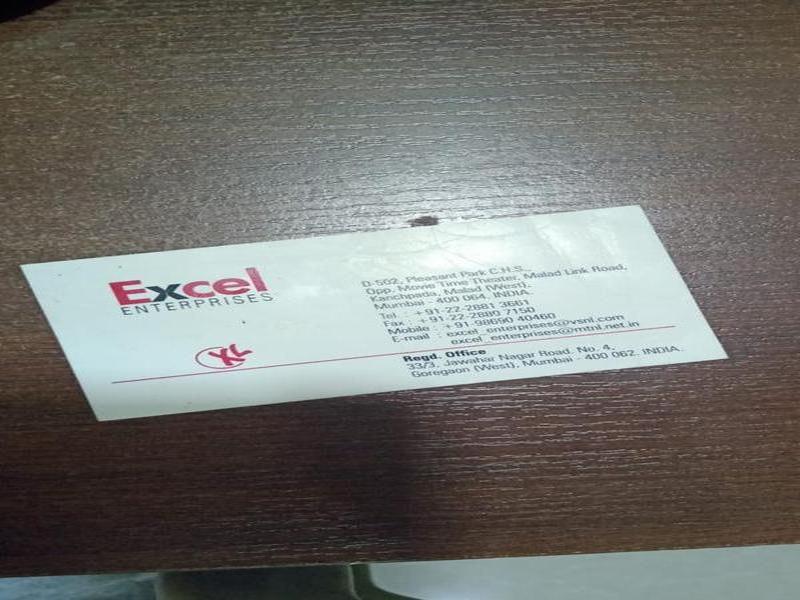 Excel
ENTERPRISES
XL
D-502, Pleasant Park C.H.S.,
Opp. Movie Time Theater, Malad Link Road,
Kanchpada, Malad (West),
Mumbai - 400 064. INDIA.
Tel. : +91-22-2881 3661
Fax : +91-22-2880 7150
Mobile : +91-98690 40460
E-mail : excel_enterprises@vsnl.com
excel_enterprises@mtnl.net.in
Regd. Office
33/3, Jawahar Nagar Road. No. 4,
Goregaon (West), Mumbai - 400 062. INDIA.